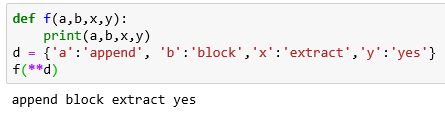 def f(a,b,x,y):
    print(a,b,x,y)
d = {'a':'append', 'b':'block','x':'extract','y':'yes'}
f(**d)
append block extract yes